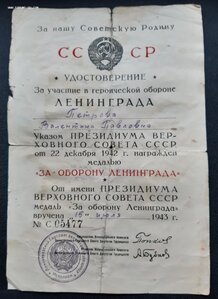 За нашу Советскую Родину
СССР
УДОСТОВЕРЕНИЕ
За участие в героической обороне
ЛЕНИНГРАДА
Петрова
Валентина Павловна
Указом ПРЕЗИДИУМА ВЕР-
ХОВНОГО СОВЕТА СССР
от 22 декабря 1942 г. награжден
медалью
«ЗА ОБОРОНУ ЛЕНИНГРАДА»
От имени ПРЕЗИДИУМА
ВЕРХОВНОГО СОВЕТА СССР
медаль «За оборону Ленинграда»
вручена 16го июля 1943 г.
№ С 05477